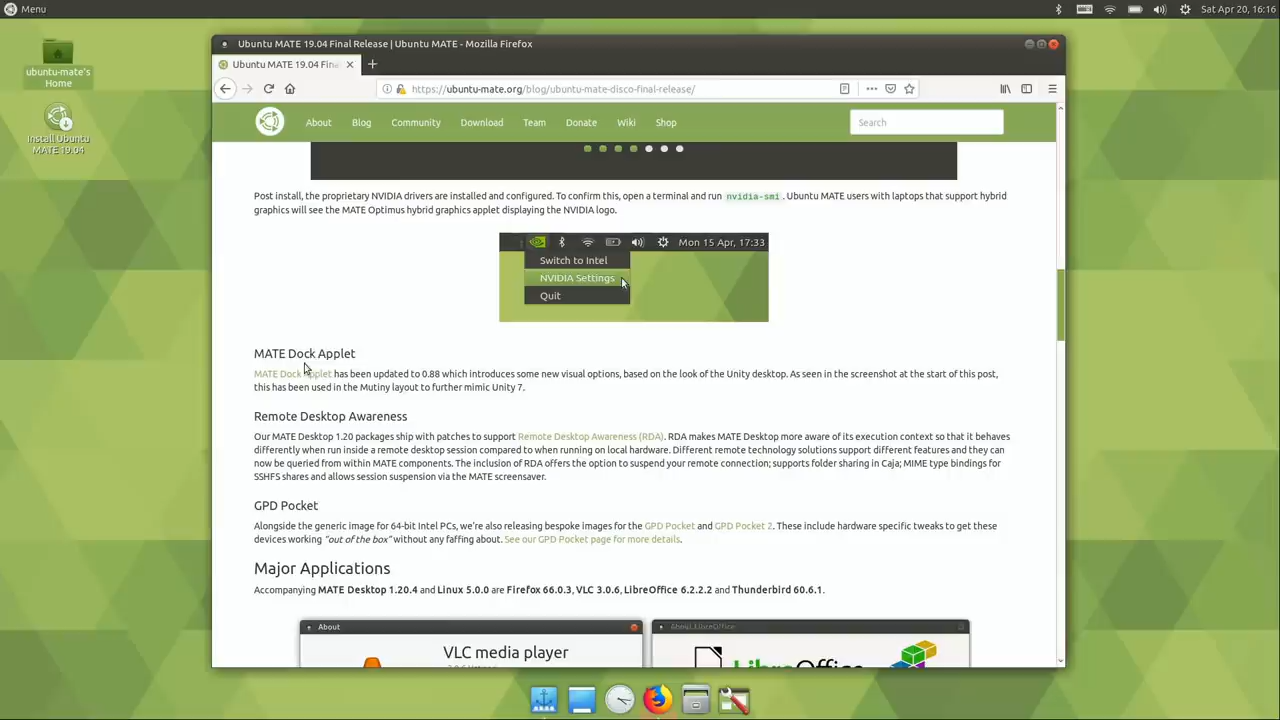 Menu
Sat Apr 20, 16:16
ubuntu-mate's
Home
Install Ubuntu
MATE 19.04
Ubuntu MATE 19.04 Final Release | Ubuntu MATE - Mozilla Firefox
Ubuntu MATE 19.04 Fina
https://ubuntu-mate.org/blog/ubuntu-mate-disco-final-release/
About Blog Community Download Team Donate Wiki Shop Search
Post install, the proprietary NVIDIA drivers are installed and configured. To confirm this, open a terminal and run nvidia-smi. Ubuntu MATE users with laptops that support hybrid
graphics will see the MATE Optimus hybrid graphics applet displaying the NVIDIA logo.
Mon 15 Apr, 17:33
Switch to Intel
NVIDIA Settings
Quit
MATE Dock Applet
MATE Dock Applet has been updated to 0.88 which introduces some new visual options, based on the look of the Unity desktop. As seen in the screenshot at the start of this post,
this has been used in the Mutiny layout to further mimic Unity 7.
Remote Desktop Awareness
Our MATE Desktop 1.20 packages ship with patches to support Remote Desktop Awareness (RDA). RDA makes MATE Desktop more aware of its execution context so that it behaves
differently when run inside a remote desktop session compared to when running on local hardware. Different remote technology solutions support different features and they can
now be queried from within MATE components. The inclusion of RDA offers the option to suspend your remote connection; supports folder sharing in Caja; MIME type bindings for
SSHFS shares and allows session suspension via the MATE screensaver.
GPD Pocket
Alongside the generic image for 64-bit Intel PCs, we're also releasing bespoke images for the GPD Pocket and GPD Pocket 2. These include hardware specific tweaks to get these
devices working "out of the box" without any faffing about. See our GPD Pocket page for more details.
Major Applications
Accompanying MATE Desktop 1.20.4 and Linux 5.0.0 are Firefox 66.0.3, VLC 3.0.6, LibreOffice 6.2.2.2 and Thunderbird 60.6.1.
About
About LibreOffice
VLC media player
LibreOffice